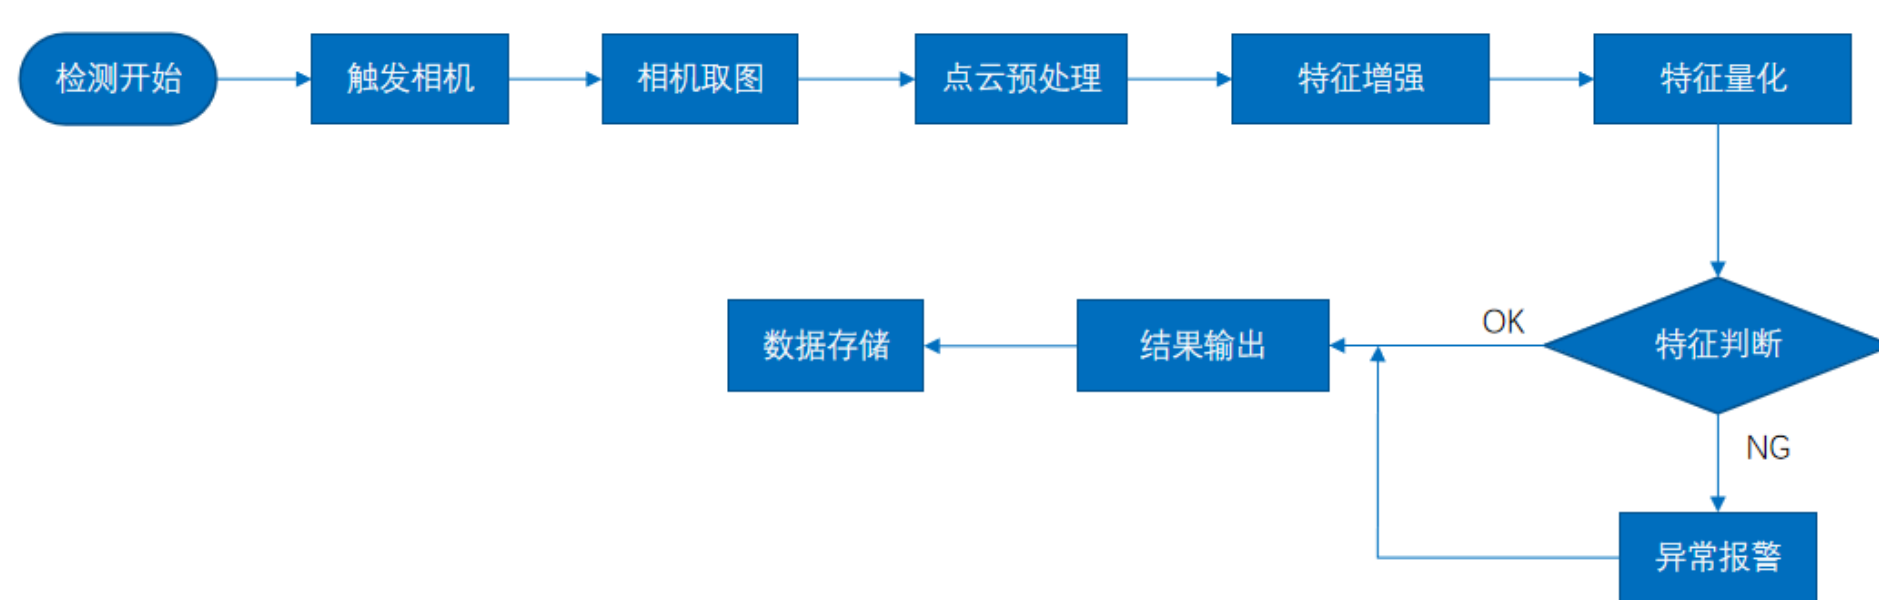 检测开始
触发相机
相机取图
点云预处理
特征增强
特征量化
特征判断
OK
结果输出
数据存储
NG
异常报警